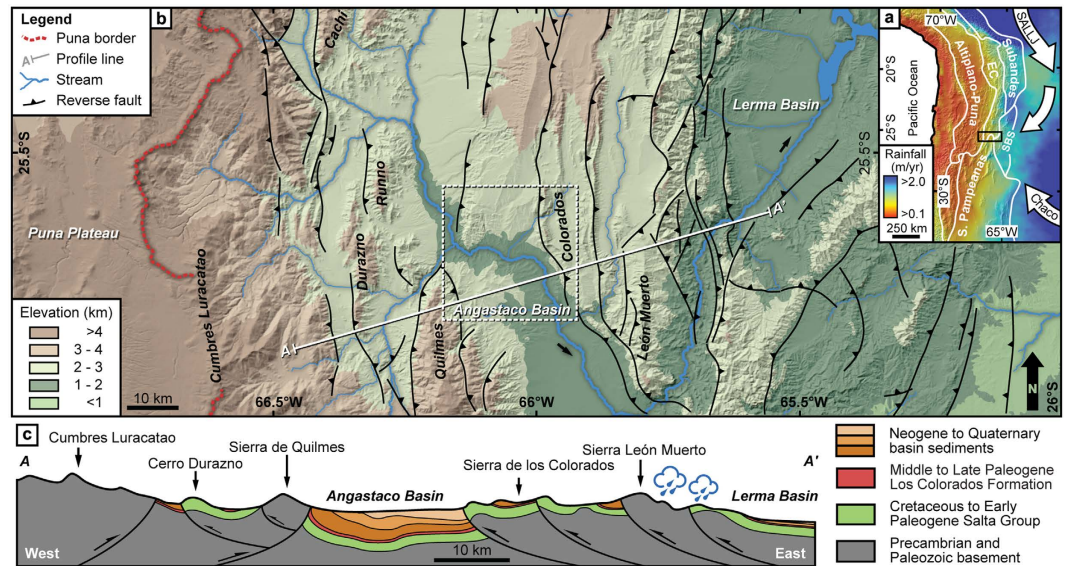 Legend
Puna border
A Profile line
Stream
Reverse fault
b
Cachi
Lerma Basin
25.5°S
25.5°S
Runno
Puna Plateau
Colorados
A'
Durazno
Cumbres Luracatao
Angastaco Basin
León Muerto
Quilmes
A
Elevation (km)
>4
3 - 4
2 - 3
1 - 2
<1
10 km
66.5°W
66°W
65.5°W
N
26°S
a
70°W
SALLJ
20°S
Altiplano-Puna
EC
Subandes
Pacific Ocean
25°S
SBS
Rainfall
(m/yr)
>2.0
>0.1
250 km
30°S
S. Pampeanas
65°W
Chaco
c
Cumbres Luracatao
A
Cerro Durazno
Sierra de Quilmes
Angastaco Basin
Sierra de los Colorados
Sierra León Muerto
A'
Lerma Basin
West
10 km
East
Neogene to Quaternary
basin sediments
Middle to Late Paleogene
Los Colorados Formation
Cretaceous to Early
Paleogene Salta Group
Precambrian and
Paleozoic basement